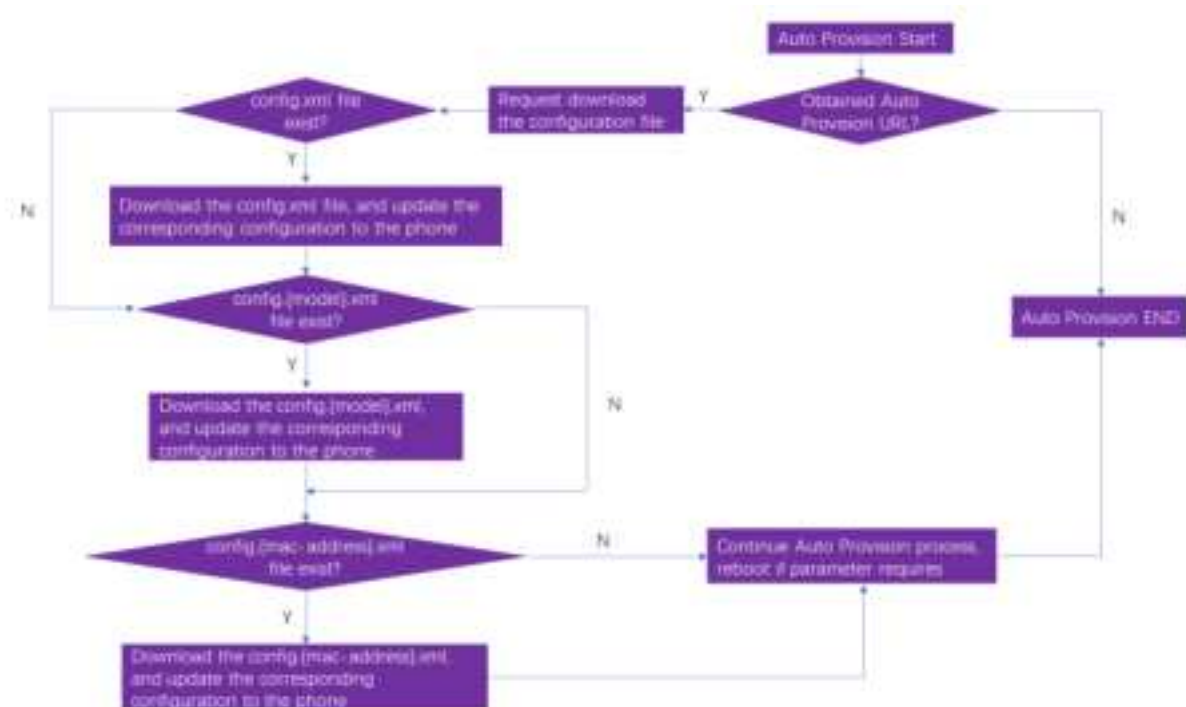 Auto Provision Start
Obtained Auto
Provision URL?
Y
Request download
the configuration file
config.xml file
exist?
Y
N
Download the config.xml file, and update the
corresponding configuration to the phone
config.{model}.xml
file exist?
Y
N
Download the config.{model}.xml,
and update the corresponding
configuration to the phone
config.{mac-address}.xml
file exist?
N
Y
Download the config.{mac-address}.xml,
and update the corresponding
configuration to the phone
Continue Auto Provision process,
reboot if parameter requires
N
Auto Provision END